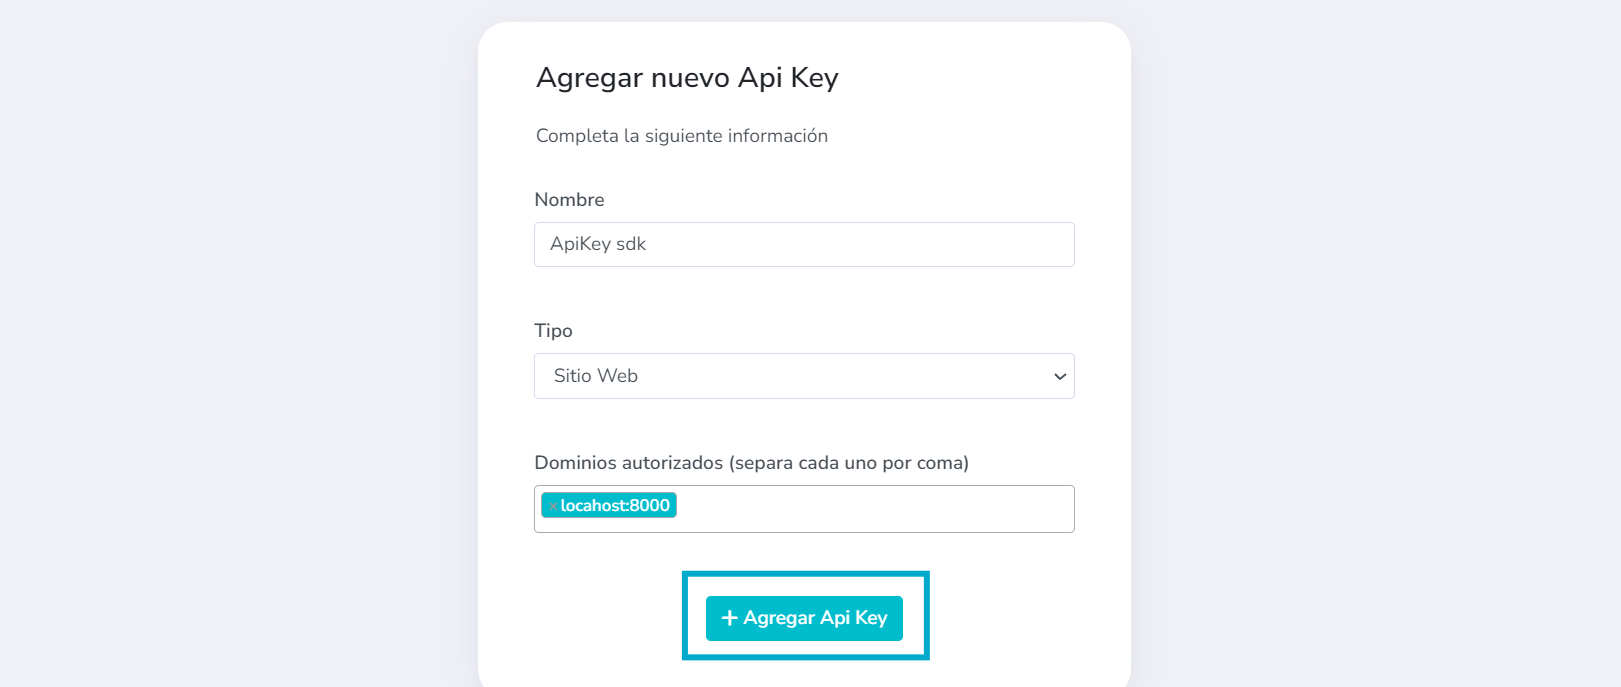 Agregar nuevo Api Key
Completa la siguiente información
Nombre
ApiKey sdk
Tipo
Sitio Web
Dominios autorizados (separa cada uno por coma)
× locahost:8000
+ Agregar Api Key